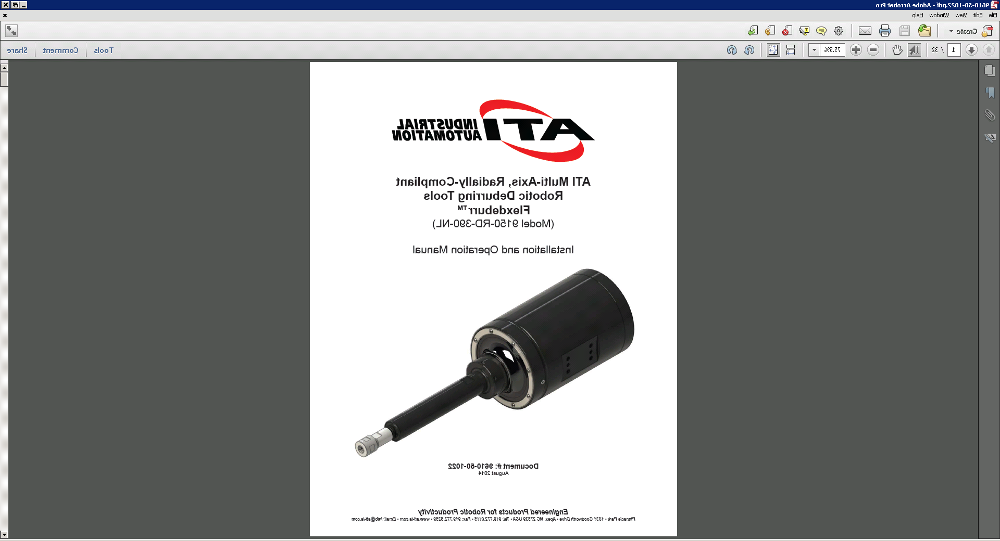 9610-50-1022.pdf - Adobe Acrobat Pro
File Edit View Window Help
Create
1 / 32 75.5% Tools Comment Share
ATI INDUSTRIAL
AUTOMATION
ATI Multi-Axis, Radially-Compliant
Robotic Deburring Tools
Flexdeburr™
(Model 9150-RD-390-NL)
Installation and Operation Manual
Document #: 9610-50-1022
August 2014
Engineered Products for Robotic Productivity
Pinnacle Park • 1031 Goodworth Drive • Apex, NC 27539 USA • Tel: 919.772.0115 • Fax: 919.772.8259 • www.ati-ia.com • Email: info@ati-ia.com